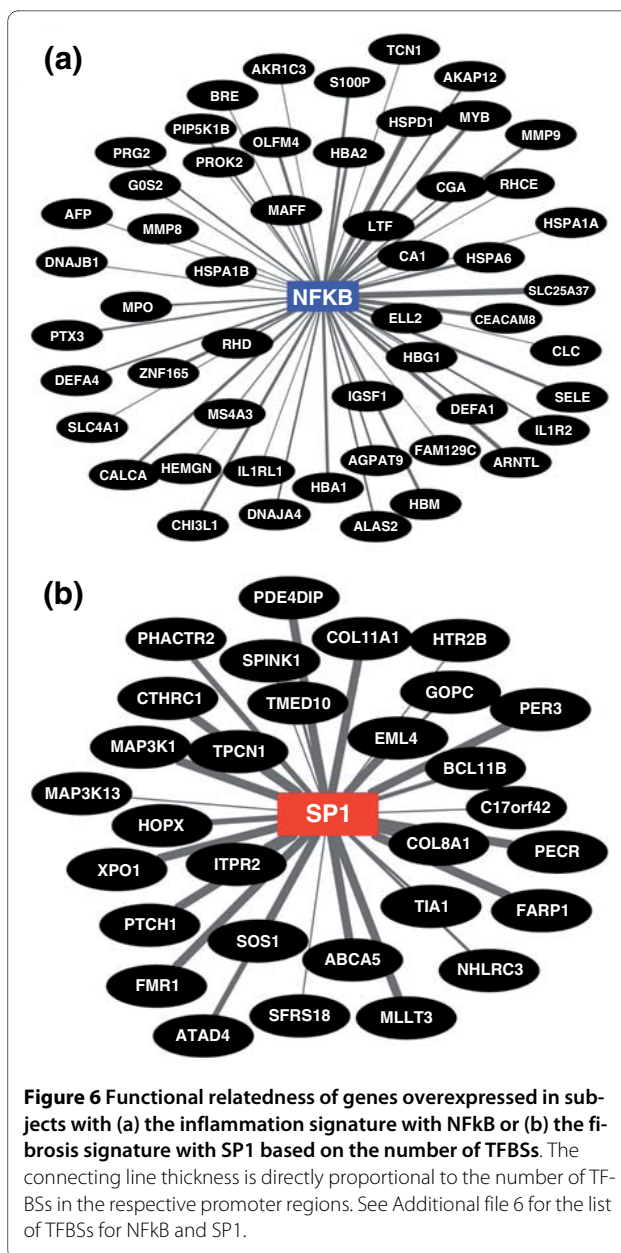 (a)
TCN1
AKR1C3
S100P
AKAP12
BRE
HSPD1
MYB
PIP5K1B
OLFM4
MMP9
PRG2
PROK2
HBA2
G0S2
CGA
RHCE
MAFF
AFP
LTF
MMP8
HSPA1A
CA1
DNAJB1
HSPA1B
HSPA6
NFKB
SLC25A37
MPO
ELL2
CEACAM8
PTX3
RHD
HBG1
CLC
DEFA4
ZNF165
IGSF1
SELE
MS4A3
DEFA1
SLC4A1
IL1R2
FAM129C
CALCA
HEMGN
IL1RL1
AGPAT9
ARNTL
HBA1
HBM
CHI3L1
DNAJA4
ALAS2
(b)
PDE4DIP
PHACTR2
COL11A1
HTR2B
SPINK1
CTHRC1
TMED10
GOPC
PER3
MAP3K1
TPCN1
EML4
BCL11B
MAP3K13
C17orf42
SP1
HOPX
COL8A1
PECR
XPO1
ITPR2
TIA1
FARP1
PTCH1
SOS1
ABCA5
NHLRC3
FMR1
SFRS18
MLLT3
ATAD4
Figure 6 Functional relatedness of genes overexpressed in sub-
jects with (a) the inflammation signature with NFkB or (b) the fi-
brosis signature with SP1 based on the number of TFBSs. The
connecting line thickness is directly proportional to the number of TF-
BSs in the respective promoter regions. See Additional file 6 for the list
of TFBSs for NFkB and SP1.